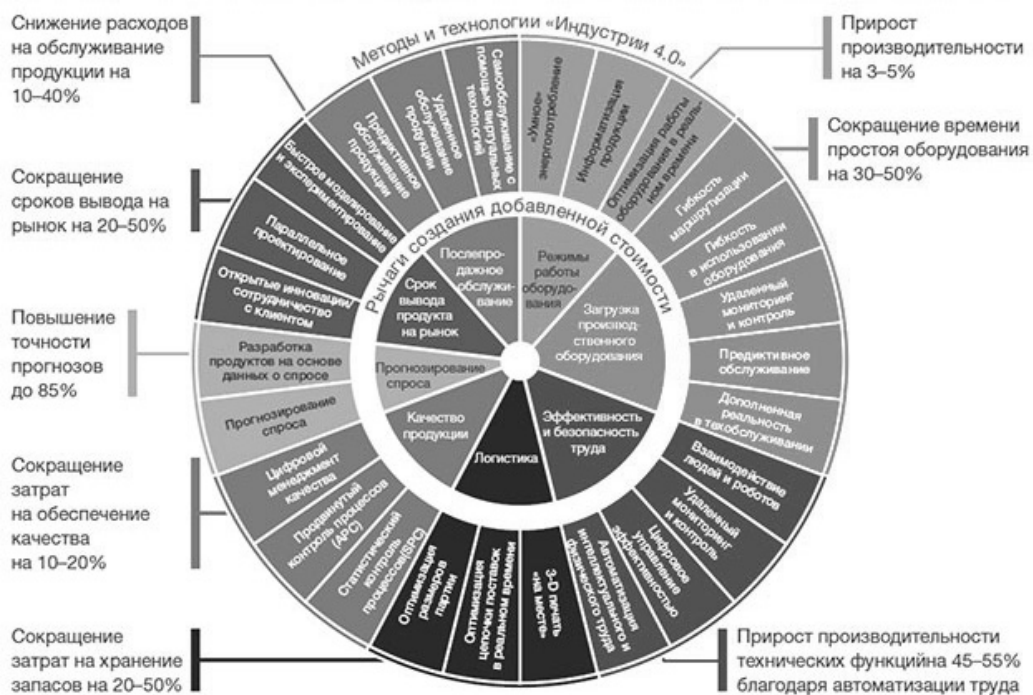 Снижение расходов
на обслуживание
продукции на
10–40%
Сокращение
сроков вывода на
рынок на 20–50%
Повышение
точности
прогнозов
до 85%
Сокращение
затрат
на обеспечение
качества
на 10–20%
Сокращение
затрат на хранение
запасов на 20–50%
Методы и технологии «Индустрии 4.0»
Самообслуживание с
помощью виртуальных
технологий
«Умное»
энергопотребление
Информатизация
продукции
Оптимизация работы
оборудования в реаль-
ном времени
Гибкость
маршрутизации
Гибкость
в использовании
оборудования
Удаленный
мониторинг
и контроль
Предиктивное
обслуживание
Дополненная
реальность
в техобслуживании
Взаимодействие
людей и роботов
Удаленный
мониторинг
и контроль
Цифровое
управление
эффективностью
Автоматизация
интеллектуального и
физического труда
3-D печать
«на месте»
Оптимизация
цепочки поставок
в реальном времени
Оптимизация
размеров
партии
Статистический
контроль
процессов(SPC)
Продвинутый
контроль процессов
(APC)
Цифровой
менеджмент
качества
Прогнозирование
спроса
Разработка
продуктов на основе
данных о спросе
Открытые инновации/
сотрудничество
с клиентом
Параллельное
проектирование
Быстрое моделирование
и экспериментирование
Предиктивное
обслуживание
продукции
Удаленное
обслуживание
продукции
Рычаги создания добавленной стоимости
Послепро-
дажное
обслужи-
вание
Режимы
работы
оборудо-
вания
Загрузка
производ-
ственного
оборудования
Эффективность
и безопасность
труда
Логистика
Качество
продукции
Прогнозирование
спроса
Срок
вывода
продукта
на рынок
Прирост
производительности
на 3–5%
Сокращение времени
простоя оборудования
на 30–50%
Прирост производительности
технических функцийна 45–55%
благодаря автоматизации труда